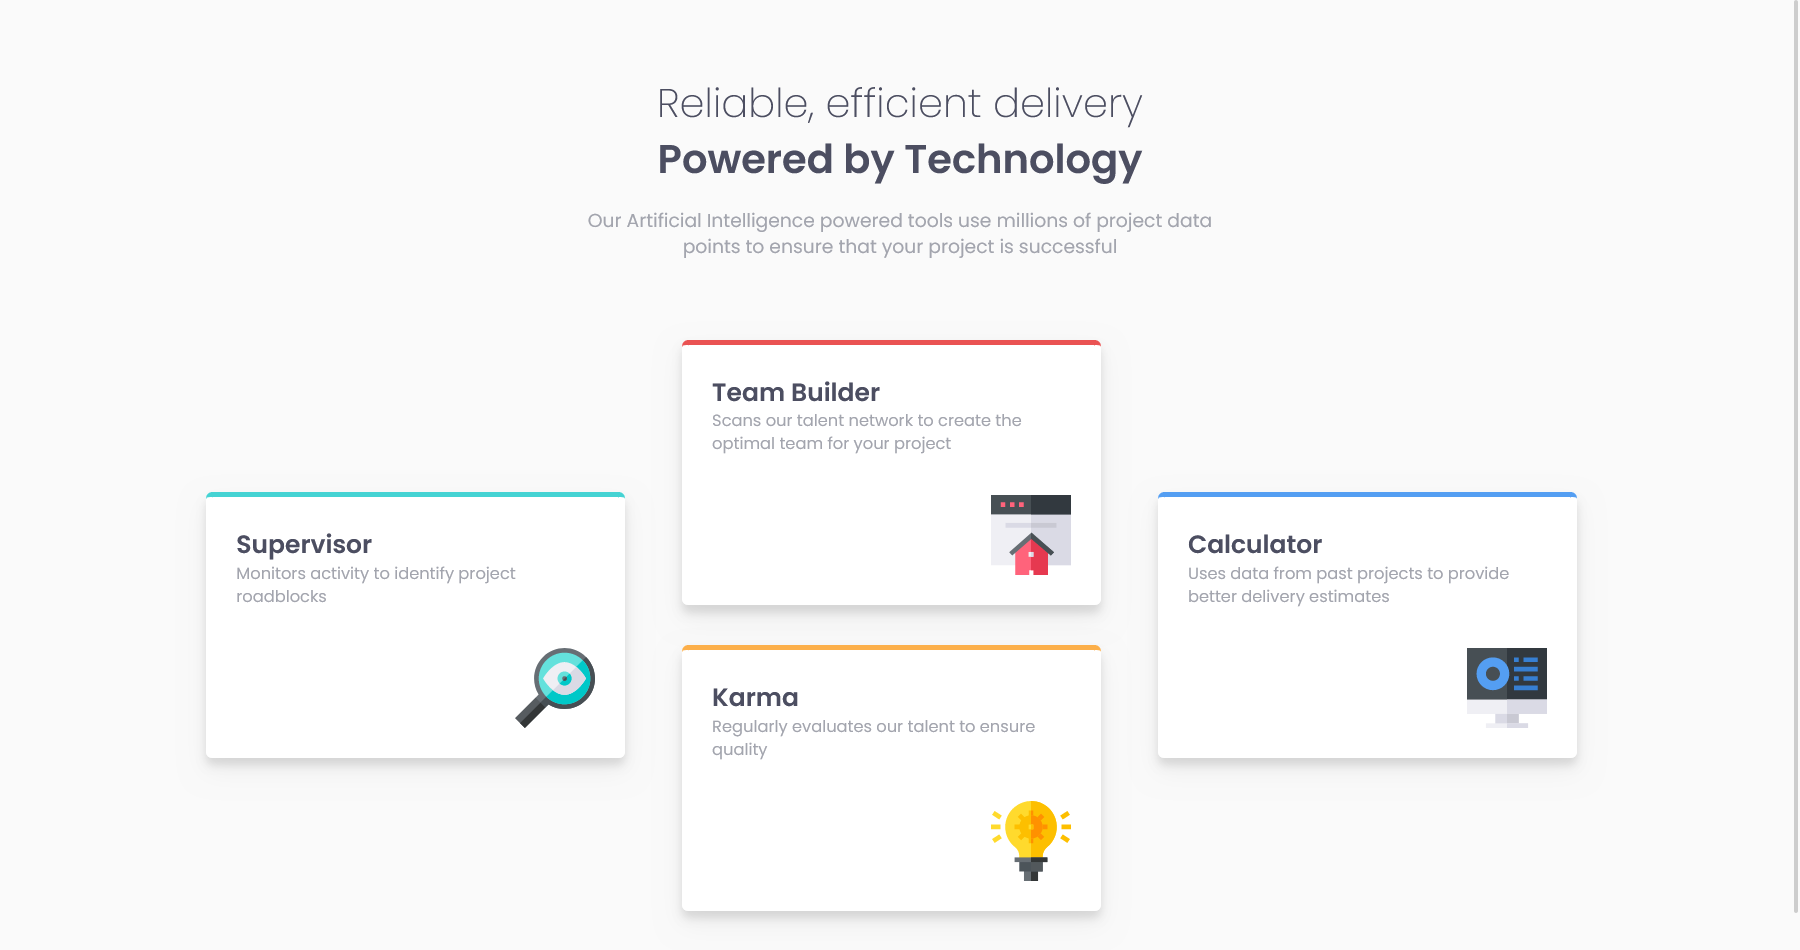 Reliable, efficient delivery
Powered by Technology
Our Artificial Intelligence powered tools use millions of project data
points to ensure that your project is successful
Team Builder
Scans our talent network to create the
optimal team for your project
Supervisor
Monitors activity to identify project
roadblocks
Calculator
Uses data from past projects to provide
better delivery estimates
Karma
Regularly evaluates our talent to ensure
quality